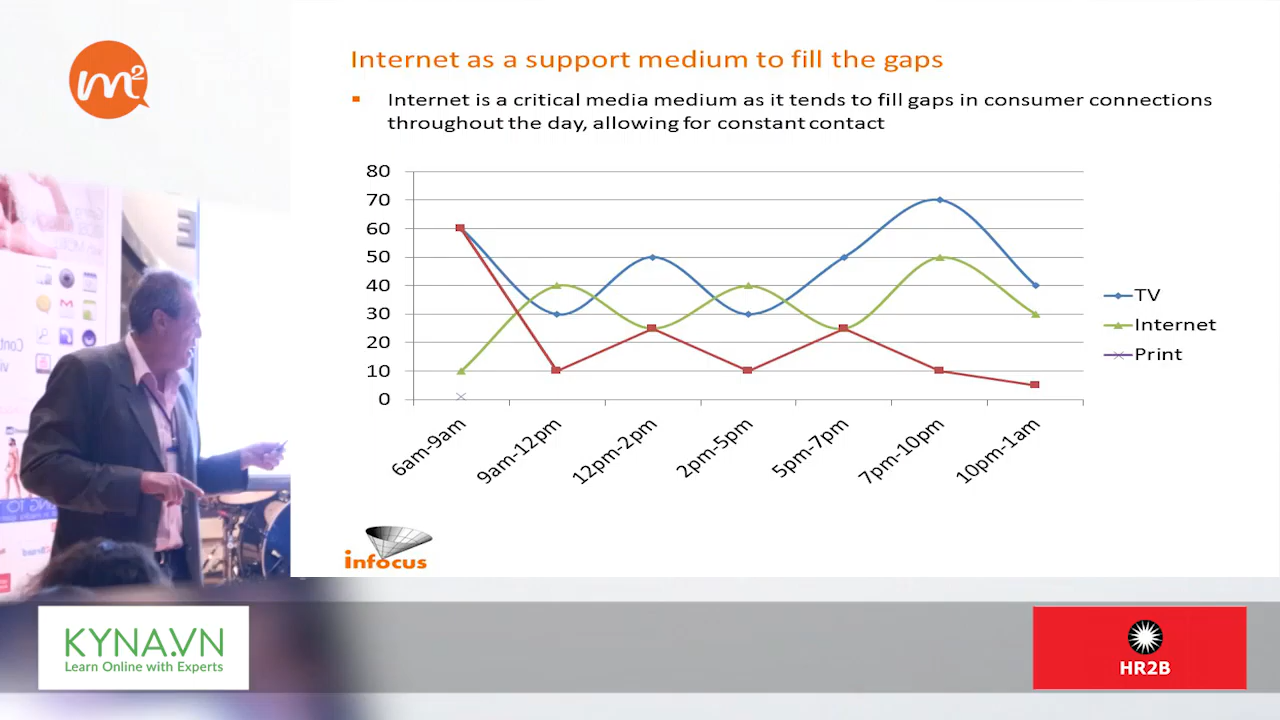 m2
Internet as a support medium to fill the gaps
Internet is a critical media medium as it tends to fill gaps in consumer connections
throughout the day, allowing for constant contact
80
70
60
50
40
30
20
10
0
6am-9am
9am-12pm
12pm-2pm
2pm-5pm
5pm-7pm
7pm-10pm
10pm-1am
TV
Internet
Print
infocus
KYNA.VN
Learn Online with Experts
HR2B